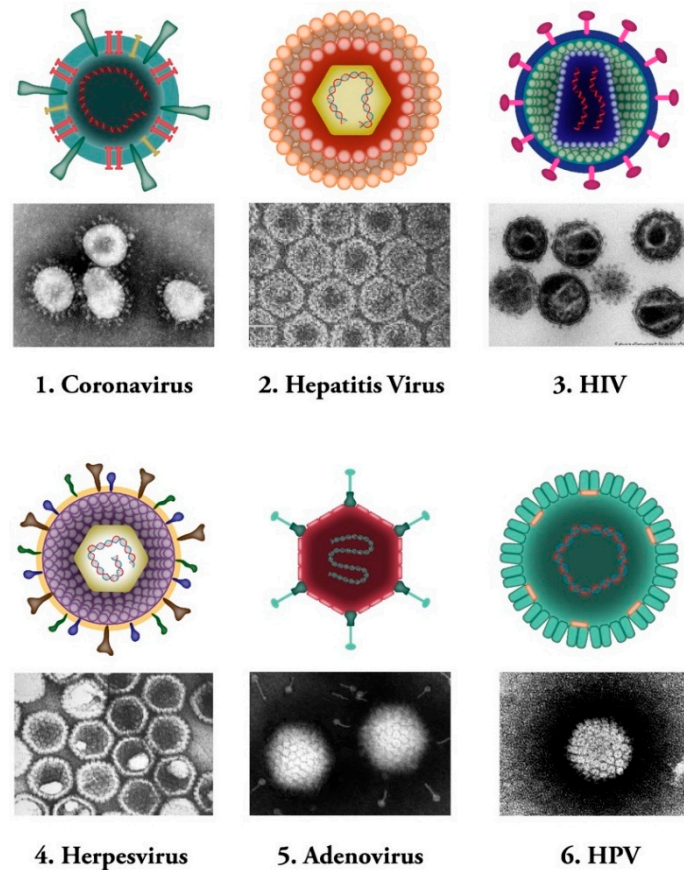 1. Coronavirus
2. Hepatitis Virus
3. HIV
4. Herpesvirus
5. Adenovirus
6. HPV